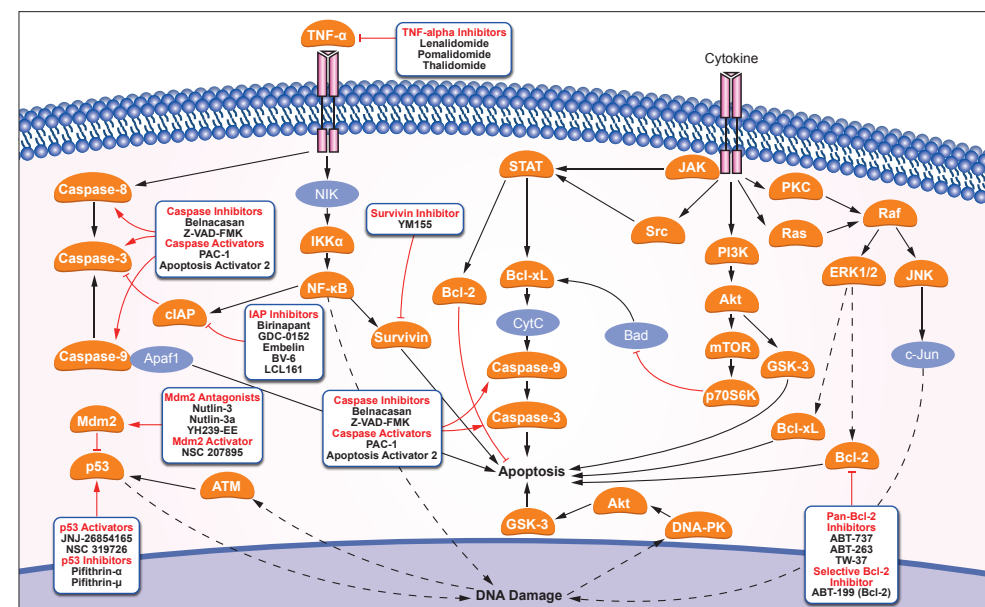 TNF-α
TNF-alpha Inhibitors
Lenalidomide
Pomalidomide
Thalidomide
Cytokine
Caspase-8
NIK
STAT
JAK
PKC
Caspase Inhibitors
Belnacasan
Z-VAD-FMK
Caspase Activators
PAC-1
Apoptosis Activator 2
Survivin Inhibitor
YM155
Src
Ras
Raf
IKKα
PI3K
Caspase-3
Bcl-xL
ERK1/2
JNK
NF-κB
Bcl-2
Akt
cIAP
IAP Inhibitors
Birinapant
GDC-0152
Embelin
BV-6
LCL161
Survivin
CytC
Bad
mTOR
c-Jun
Caspase-9
Apaf1
Caspase-9
GSK-3
p70S6K
Mdm2 Antagonists
Nutlin-3
Nutlin-3a
YH239-EE
Mdm2 Activator
NSC 207895
Caspase Inhibitors
Belnacasan
Z-VAD-FMK
Caspase Activators
PAC-1
Apoptosis Activator 2
Caspase-3
Mdm2
Bcl-xL
Bcl-2
p53
ATM
Apoptosis
Akt
GSK-3
DNA-PK
p53 Activators
JNJ-26854165
NSC 319726
p53 Inhibitors
Pifithrin-α
Pifithrin-μ
Pan-Bcl-2
Inhibitors
ABT-737
ABT-263
TW-37
Selective Bcl-2
Inhibitor
ABT-199 (Bcl-2)
DNA Damage